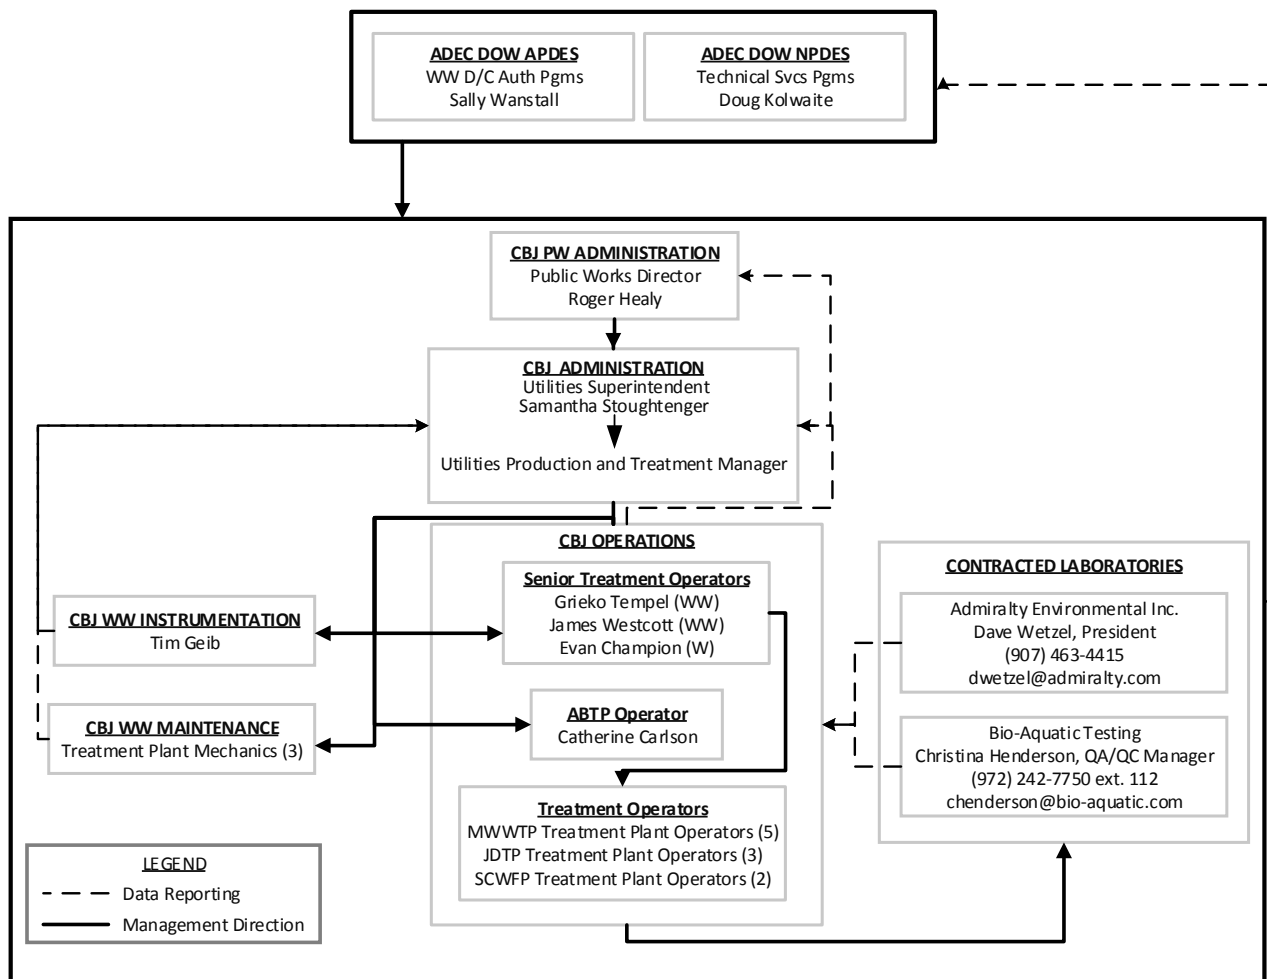 ADEC DOW APDES
WW D/C Auth Pgms
Sally Wanstall
ADEC DOW NPDES
Technical Svcs Pgms
Doug Kolwaite
CBJ PW ADMINISTRATION
Public Works Director
Roger Healy
CBJ ADMINISTRATION
Utilities Superintendent
Samantha Stoughtenger
Utilities Production and Treatment Manager
CBJ OPERATIONS
Senior Treatment Operators
Grieko Tempel (WW)
James Westcott (WW)
Evan Champion (W)
CBJ WW INSTRUMENTATION
Tim Geib
CBJ WW MAINTENANCE
Treatment Plant Mechanics (3)
ABTP Operator
Catherine Carlson
Treatment Operators
MWWTP Treatment Plant Operators (5)
JDTP Treatment Plant Operators (3)
SCWFP Treatment Plant Operators (2)
CONTRACTED LABORATORIES
Admiralty Environmental Inc.
Dave Wetzel, President
(907) 463-4415
dwetzel@admiralty.com
Bio-Aquatic Testing
Christina Henderson, QA/QC Manager
(972) 242-7750 ext. 112
chenderson@bio-aquatic.com
LEGEND
Data Reporting
Management Direction